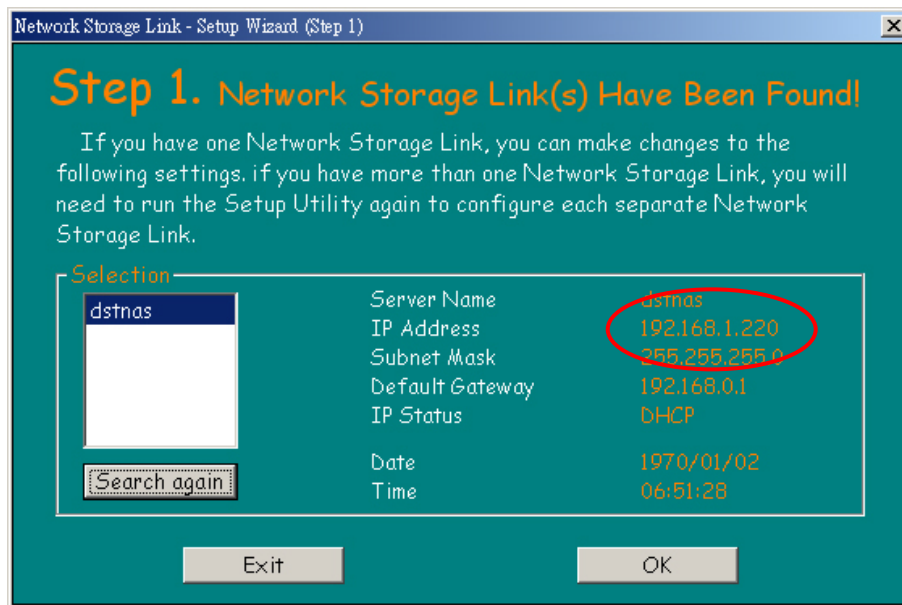 Network Storage Link - Setup Wizard (Step 1)
Step 1. Network Storage Link(s) Have Been Found!
If you have one Network Storage Link, you can make changes to the
following settings. if you have more than one Network Storage Link, you will
need to run the Setup Utility again to configure each separate Network
Storage Link.
Selection
dstnas
Server Name dstnas
IP Address 192.168.1.220
Subnet Mask 255.255.255.0
Default Gateway 192.168.0.1
IP Status DHCP
Date 1970/01/02
Time 06:51:28
Search again
Exit
OK